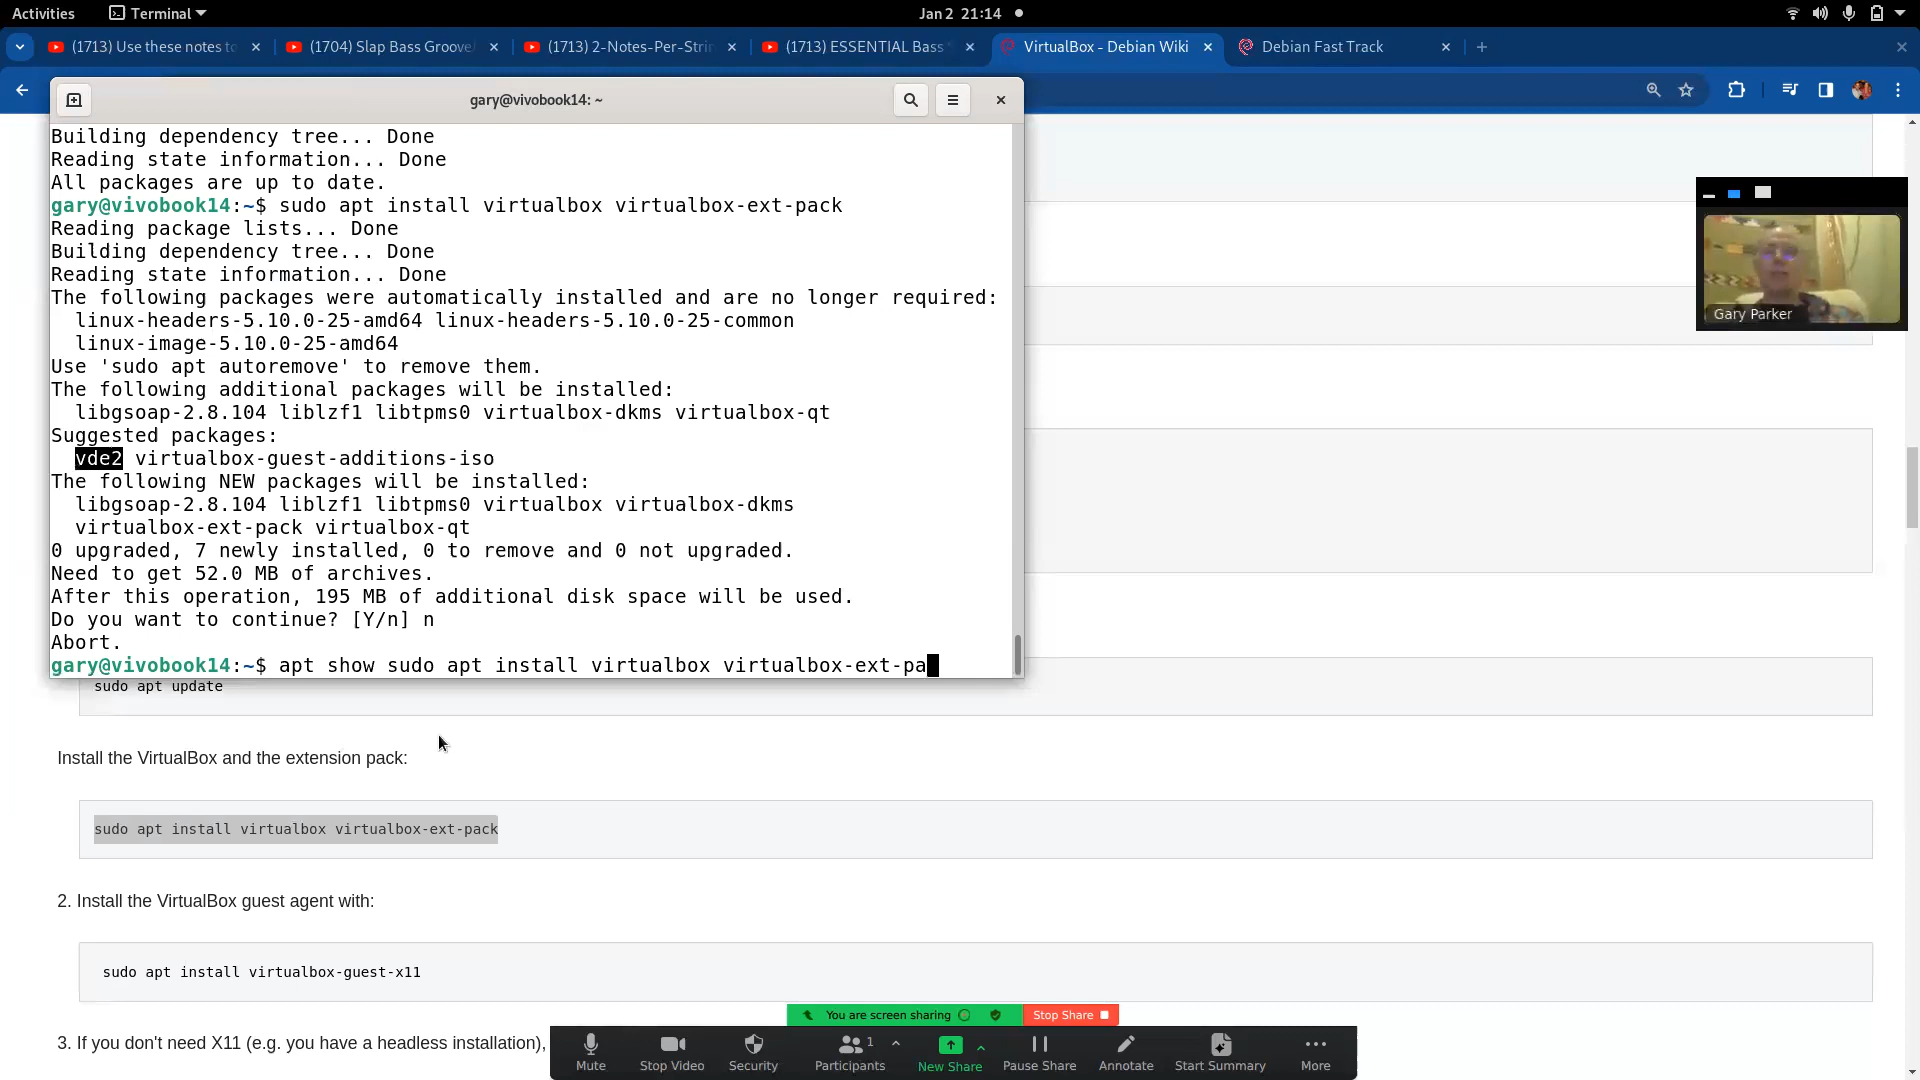 Activities
Terminal
Jan 2 21:14
(1713) Use these notes to
(1704) Slap Bass Groove
(1713) 2-Notes-Per-Strin
(1713) ESSENTIAL Bass
VirtualBox - Debian Wiki
Debian Fast Track
gary@vivobook14: ~
Building dependency tree... Done
Reading state information... Done
All packages are up to date.
gary@vivobook14:~$ sudo apt install virtualbox virtualbox-ext-pack
Reading package lists... Done
Building dependency tree... Done
Reading state information... Done
The following packages were automatically installed and are no longer required:
linux-headers-5.10.0-25-amd64 linux-headers-5.10.0-25-common
linux-image-5.10.0-25-amd64
Use 'sudo apt autoremove' to remove them.
The following additional packages will be installed:
libgsoap-2.8.104 liblzf1 libtpms0 virtualbox-dkms virtualbox-qt
Suggested packages:
vde2 virtualbox-guest-additions-iso
The following NEW packages will be installed:
libgsoap-2.8.104 liblzf1 libtpms0 virtualbox virtualbox-dkms
virtualbox-ext-pack virtualbox-qt
0 upgraded, 7 newly installed, 0 to remove and 0 not upgraded.
Need to get 52.0 MB of archives.
After this operation, 195 MB of additional disk space will be used.
Do you want to continue? [Y/n] n
Abort.
gary@vivobook14:~$ apt show sudo apt install virtualbox virtualbox-ext-pa
Gary Parker
sudo apt update
Install the VirtualBox and the extension pack:
sudo apt install virtualbox virtualbox-ext-pack
2. Install the VirtualBox guest agent with:
sudo apt install virtualbox-guest-x11
3. If you don't need X11 (e.g. you have a headless installation),
You are screen sharing
Stop Share
Mute
Stop Video
Security
Participants
1
New Share
Pause Share
Annotate
Start Summary
More